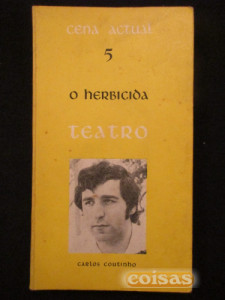 CENA ACTUAL
5
O HERBICIDA
TEATRO
CARLOS COUTINHO
coisas